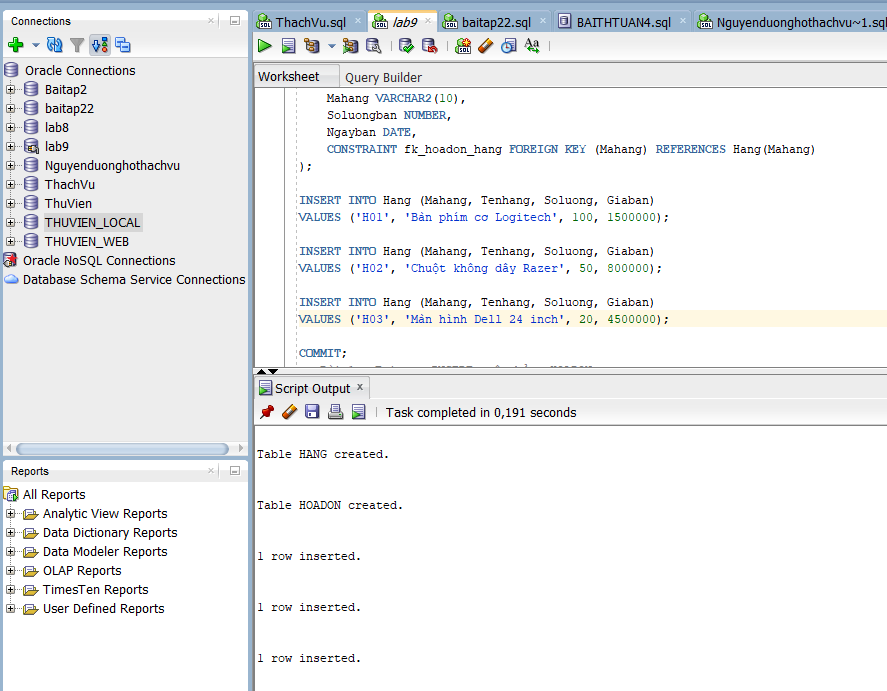 Connections
Oracle Connections
Baitap2
baitap22
lab8
lab9
Nguyenduonghothachvu
ThachVu
ThuVien
THUVIEN_LOCAL
THUVIEN_WEB
Oracle NoSQL Connections
Database Schema Service Connections
Reports
All Reports
Analytic View Reports
Data Dictionary Reports
Data Modeler Reports
OLAP Reports
TimesTen Reports
User Defined Reports
ThachVu.sql
lab9
baitap22.sql
BAITHTUAN4.sql
Nguyenduonghothachvu~1.sql
Worksheet
Query Builder
Mahang VARCHAR2(10),
Soluongban NUMBER,
Ngayban DATE,
CONSTRAINT fk_hoadon_hang FOREIGN KEY (Mahang) REFERENCES Hang(Mahang)
);
INSERT INTO Hang (Mahang, Tenhang, Soluong, Giaban)
VALUES ('H01', 'Bàn phím cơ Logitech', 100, 1500000);
INSERT INTO Hang (Mahang, Tenhang, Soluong, Giaban)
VALUES ('H02', 'Chuột không dây Razer', 50, 800000);
INSERT INTO Hang (Mahang, Tenhang, Soluong, Giaban)
VALUES ('H03', 'Màn hình Dell 24 inch', 20, 4500000);
COMMIT;
Script Output
Task completed in 0,191 seconds
Table HANG created.
Table HOADON created.
1 row inserted.
1 row inserted.
1 row inserted.